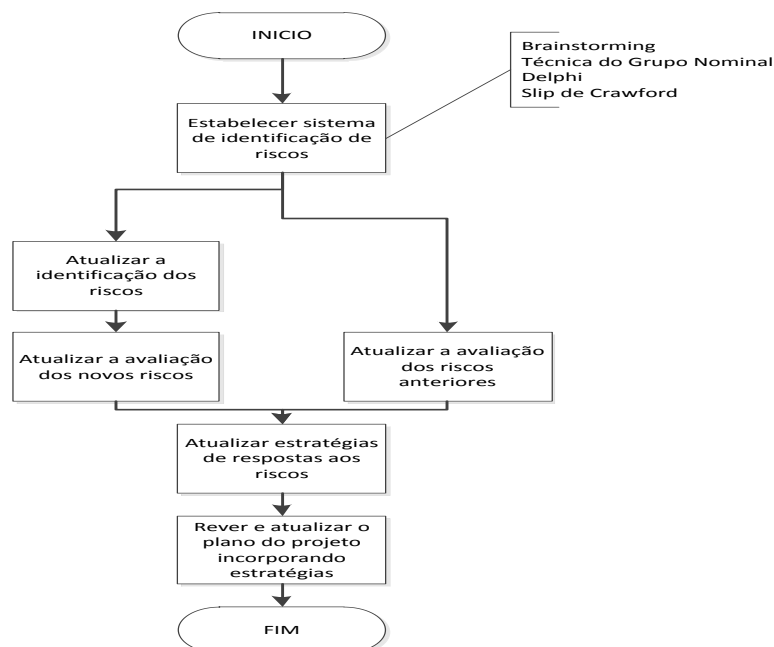 INICIO
Brainstorming
Técnica do Grupo Nominal
Delphi
Slip de Crawford
Estabelecer sistema
de identificação de
riscos
Atualizar a
identificação dos
riscos
Atualizar a avaliação
dos novos riscos
Atualizar a avaliação
dos riscos
anteriores
Atualizar estratégias
de respostas aos
riscos
Rever e atualizar o
plano do projeto
incorporando
estratégias
FIM